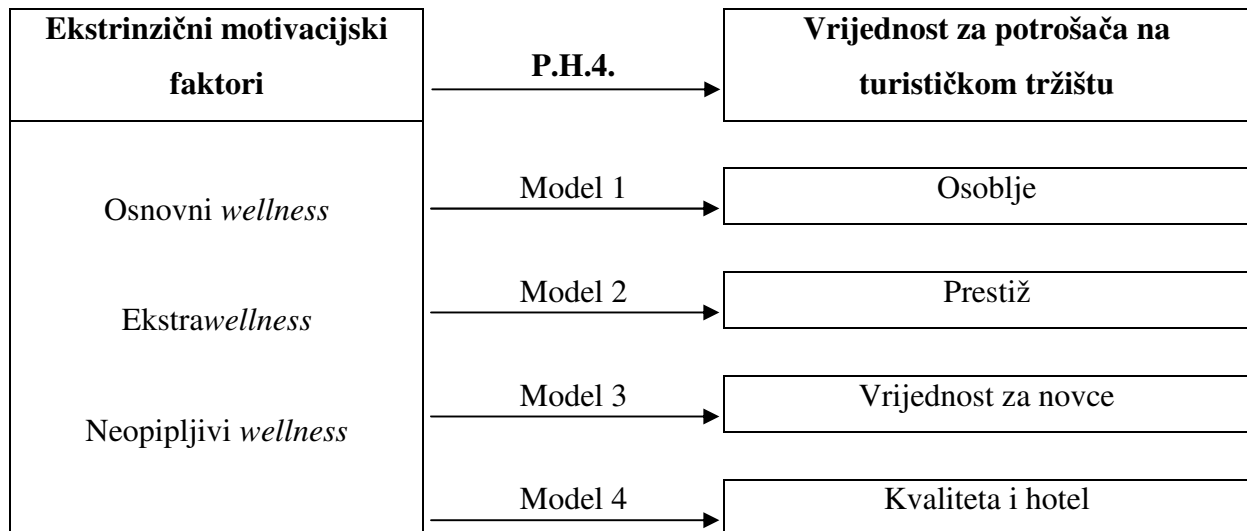 Ekstrinzični motivacijski
faktori
P.H.4.
Vrijednost za potrošača na
turističkom tržištu
Osnovni wellness
Ekstrawellness
Neopipljivi wellness
Model 1
Osoblje
Model 2
Prestiž
Model 3
Vrijednost za novce
Model 4
Kvaliteta i hotel